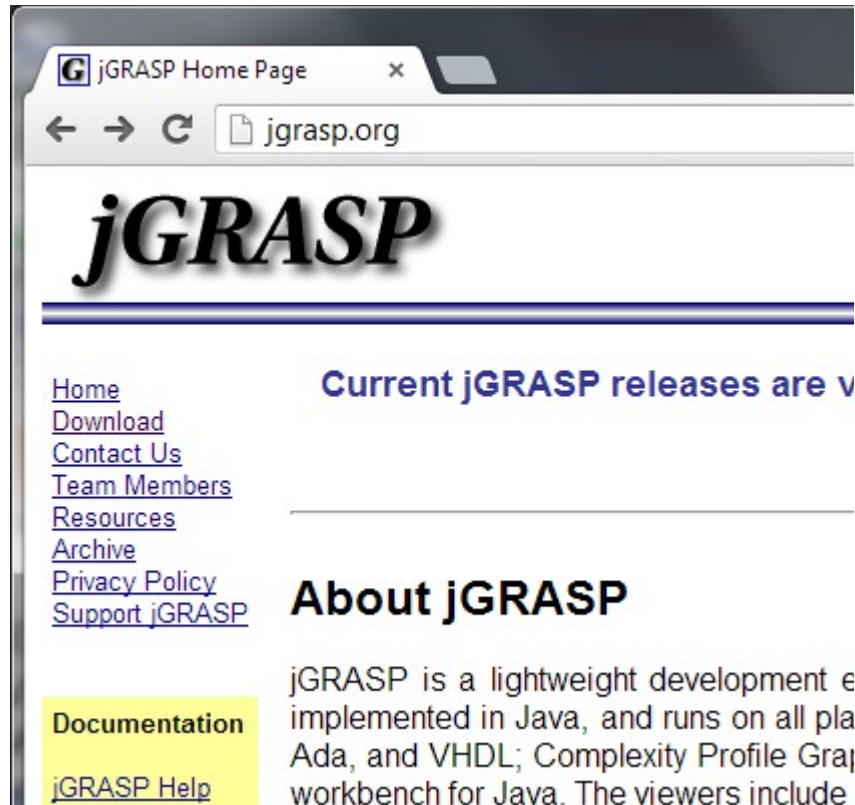 G jGRASP Home Page ×
jgrasp.org
jGRASP
Home
Download
Contact Us
Team Members
Resources
Archive
Privacy Policy
Support jGRASP
Documentation
jGRASP Help
Current jGRASP releases are v
About jGRASP
jGRASP is a lightweight development e
implemented in Java, and runs on all pla
Ada, and VHDL; Complexity Profile Grap
workbench for Java. The viewers include